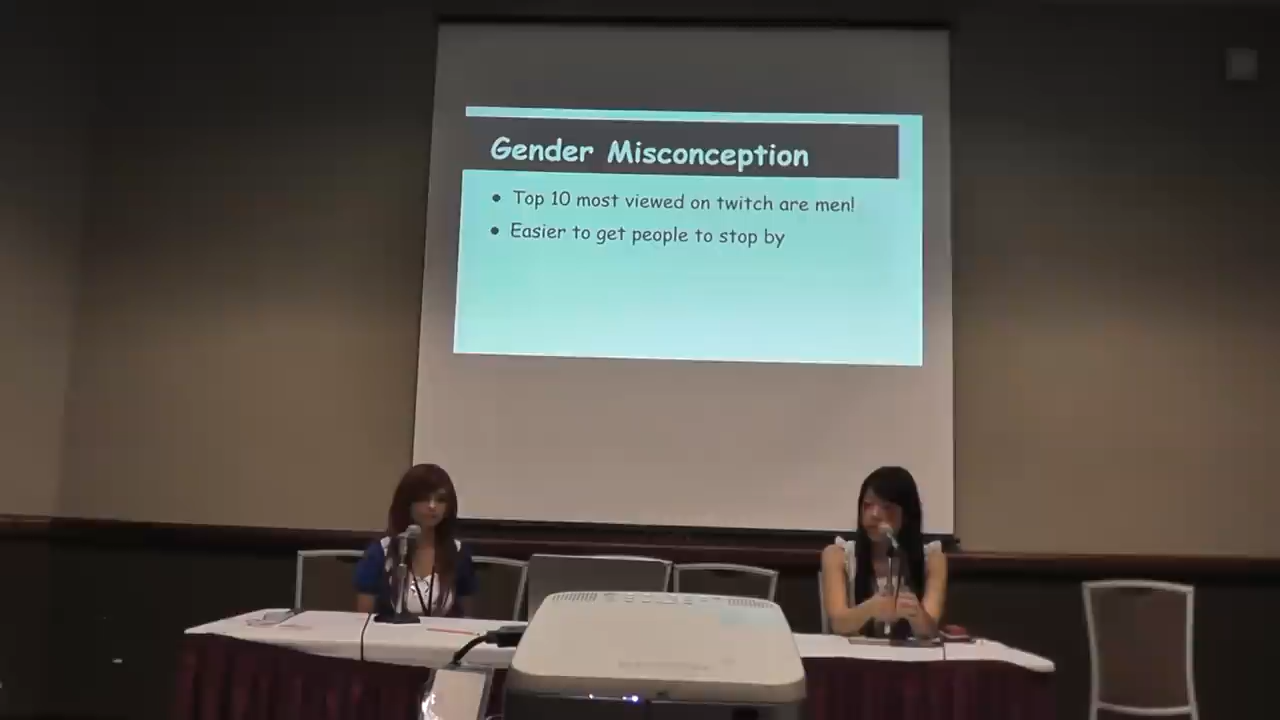 Gender Misconception
• Top 10 most viewed on twitch are men!
• Easier to get people to stop by